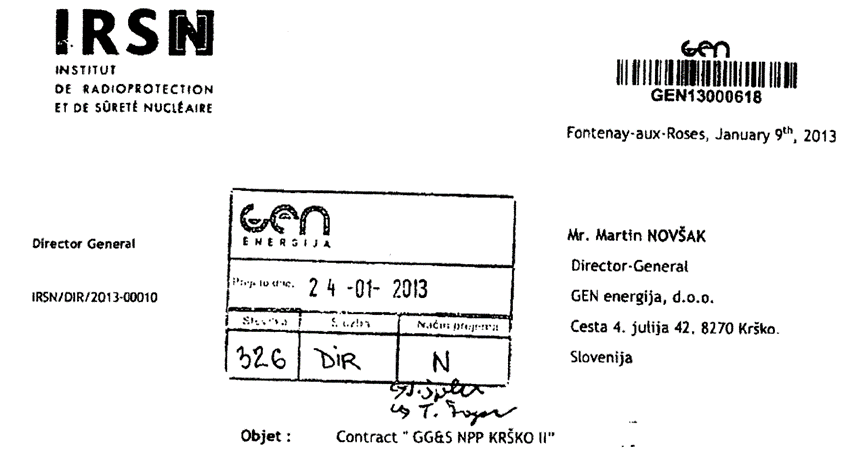 IRSN
INSTITUT
DE RADIOPROTECTION
ET DE SÛRETÉ NUCLÉAIRE
gen
GEN13000618
Fontenay-aux-Roses, January 9th, 2013
Director General
IRSN/DIR/2013-00010
gen
ENERGIJA
Prejeto dne: 24-01-2013
Številka Služba Način prejema
326 DIR N
Mr. Martin NOVŠAK
Director-General
GEN energija, d.o.o.
Cesta 4. julija 42, 8270 Krško.
Slovenija
Objet : Contract " GG&S NPP KRŠKO II"